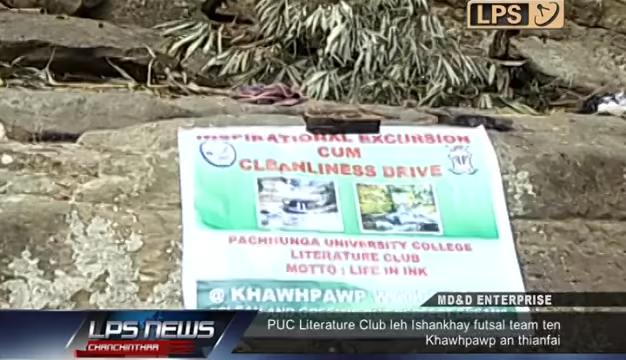 LPS
INSPIRATIONAL EXCURSION
CUM
CLEANLINESS DRIVE
PACHHUNGA UNIVERSITY COLLEGE
LITERATURE CLUB
MOTTO : LIFE IN INK
@ KHAWHPAWP
MD&D ENTERPRISE
LPS NEWS
CHANCHINTHAR
PUC Literature Club leh Ishankhay futsal team ten
Khawhpawp an thianfai